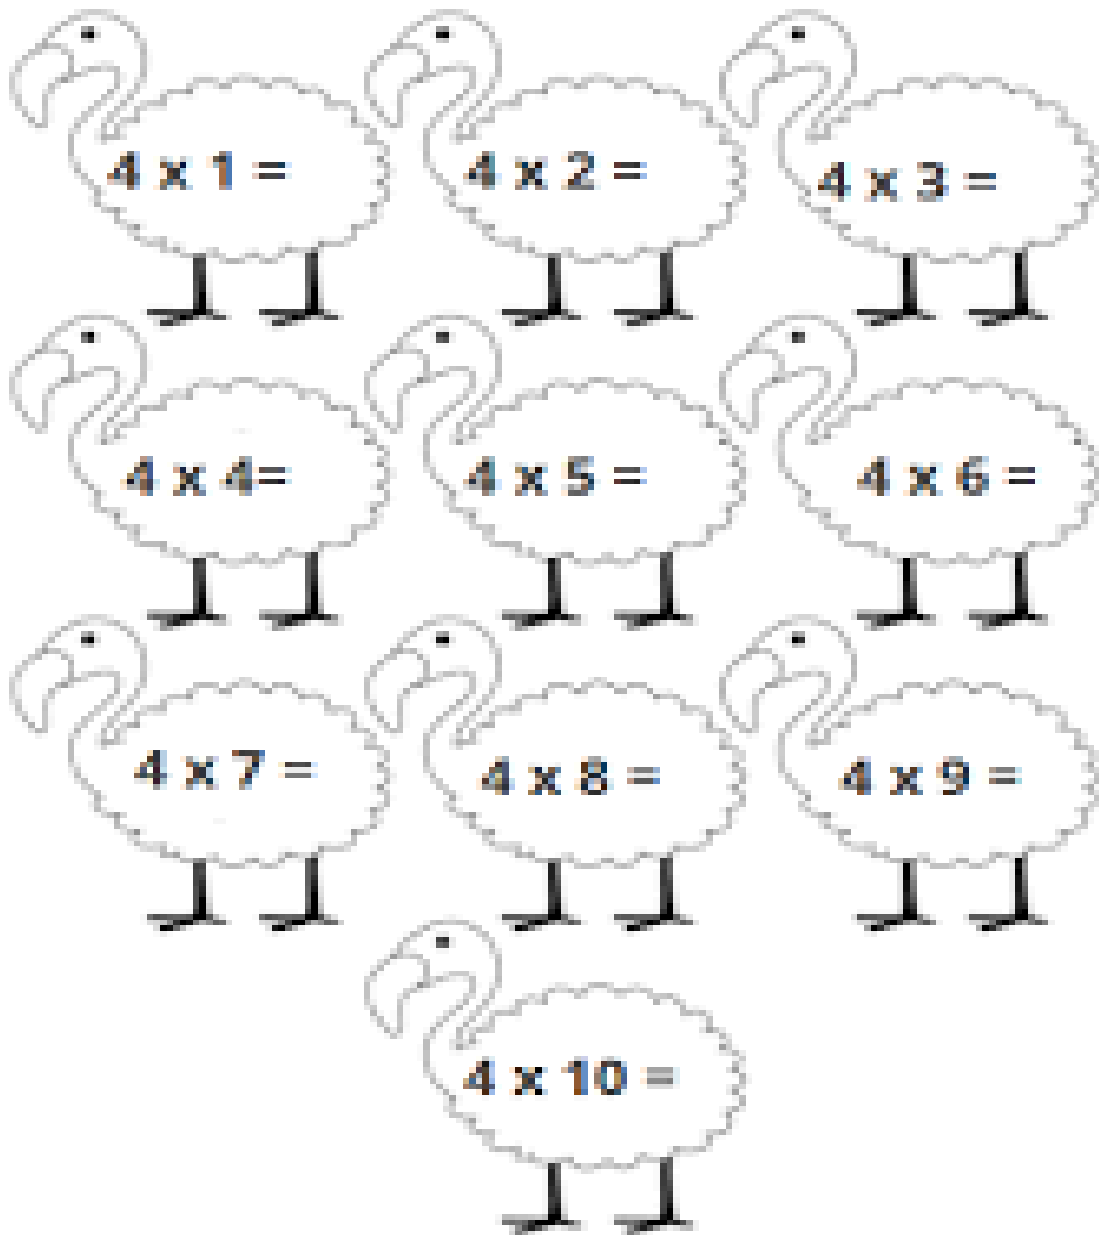 4 x 1 =
4 x 2 =
4 x 3 =
4 x 4=
4 x 5 =
4 x 6 =
4 x 7 =
4 x 8 =
4 x 9 =
4 x 10 =